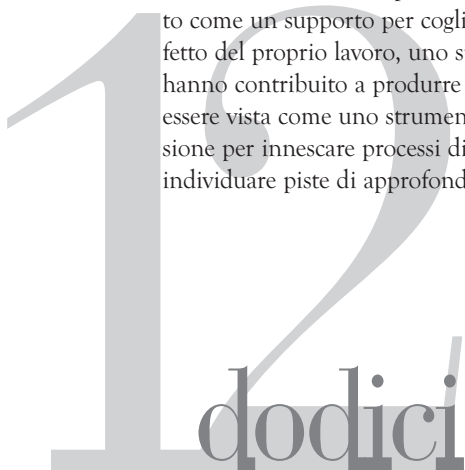 to come un supporto per cogli
fetto del proprio lavoro, uno s
hanno contribuito a produrre
essere vista come uno strumen
sione per innescare processi di
individuare piste di approfond
12
dodici